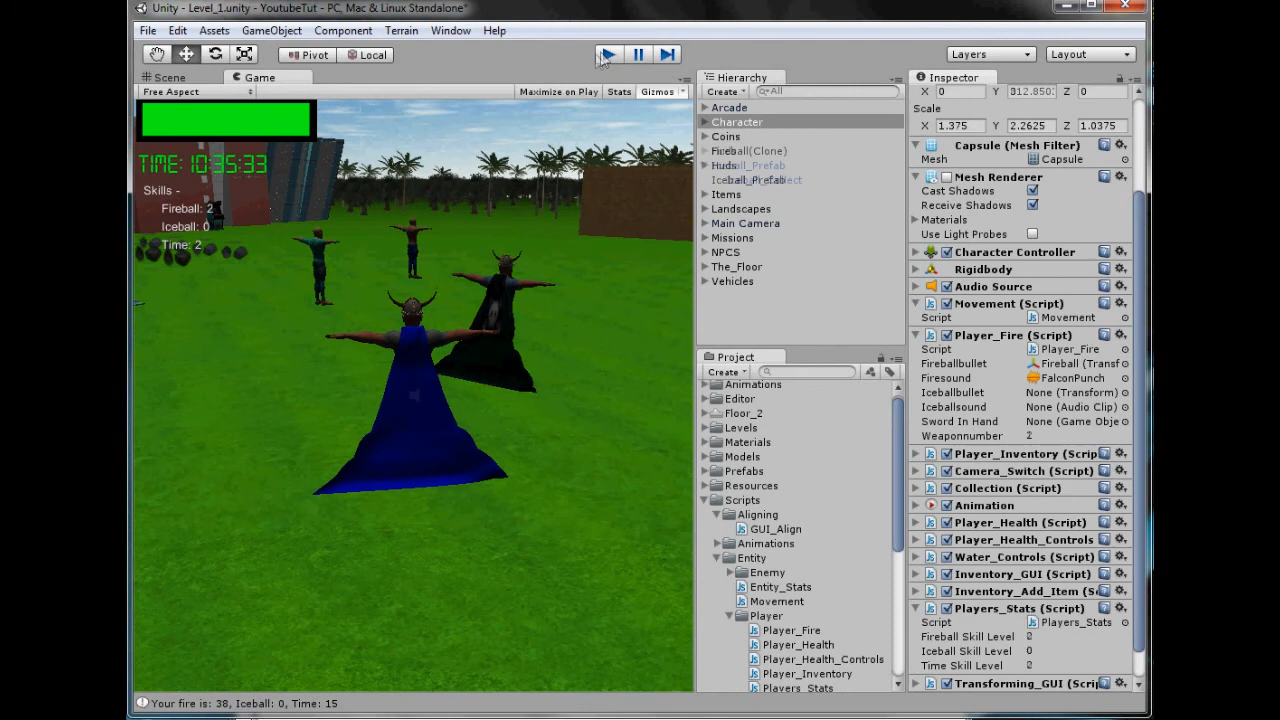 Unity - Level_1.unity - YoutubeTut - PC, Mac & Linux Standalone*
File Edit Assets GameObject Component Terrain Window Help
Pivot Local Layers Layout
Scene Game
Free Aspect Maximize on Play Stats Gizmos
TIME: 10:35:33
Skills -
Fireball: 2
Iceball: 0
Time: 2
Hierarchy
Create All
Arcade
Character
Coins
Fireball(Clone)
Huds
Iceball_Prefab
Items
Landscapes
Main Camera
Missions
NPCS
The_Floor
Vehicles
Project
Create
Animations
Editor
Floor_2
Levels
Materials
Models
Prefabs
Resources
Scripts
Aligning
GUI_Align
Animations
Entity
Enemy
Entity_Stats
Movement
Player
Player_Fire
Player_Health
Player_Health_Controls
Player_Inventory
Players_Stats
Inspector
X 0 Y 312.850 Z 0
Scale
X 1.375 Y 2.2625 Z 1.0375
Capsule (Mesh Filter)
Mesh Capsule
Mesh Renderer
Cast Shadows
Receive Shadows
Materials
Use Light Probes
Character Controller
Rigidbody
Audio Source
Movement (Script)
Script Movement
Player_Fire (Script)
Script Player_Fire
Fireballbullet Fireball (Transf
Firesound FalconPunch
Iceballbullet None (Transform)
Iceballsound None (Audio Clip)
Sword In Hand None (Game Obje
Weaponnumber 2
Player_Inventory (Scrip
Camera_Switch (Script)
Collection (Script)
Animation
Player_Health (Script)
Player_Health_Controls
Water_Controls (Script)
Inventory_GUI (Script)
Inventory_Add_Item (Sc
Players_Stats (Script)
Script Players_Stats
Fireball Skill Level 2
Iceball Skill Level 0
Time Skill Level 2
Transforming_GUI (Scrip
Your fire is: 38, Iceball: 0, Time: 15